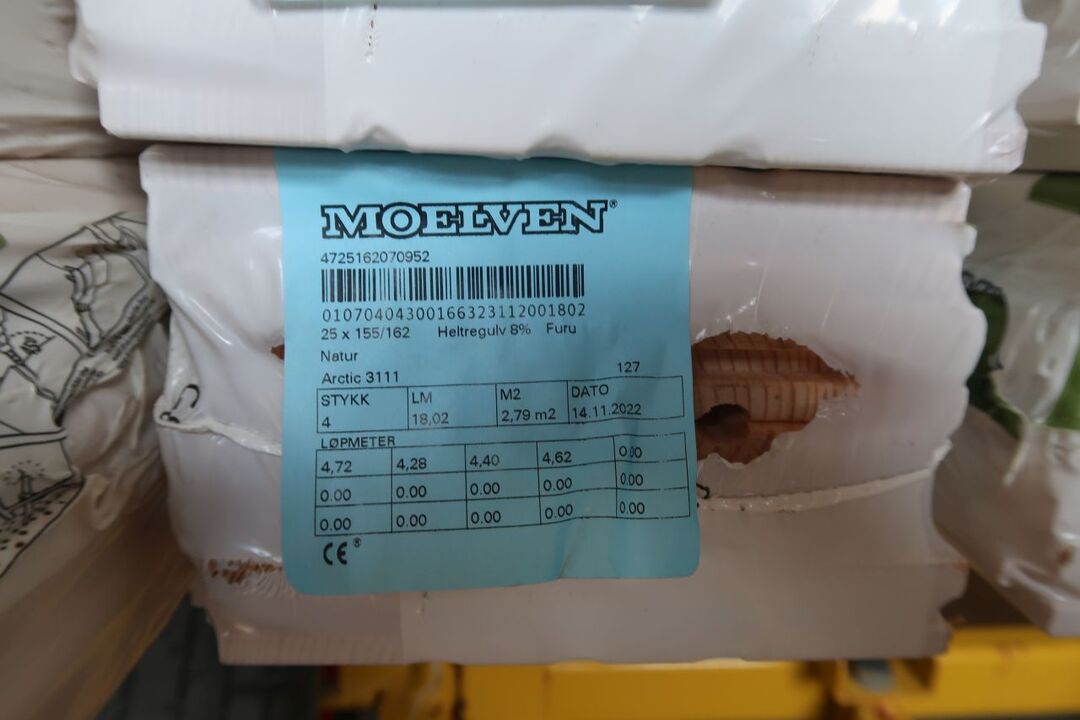 MOELVEN®
4725162070952
01070404300166323112001802
25 x 155/162 Heltregulv 8% Furu
Natur
Arctic 3111 127
STYKK LM M2 DATO
4 18,02 2,79 m2 14.11.2022
LØPMETER
4,72 4,28 4,40 4,62 0.00
0.00 0.00 0.00 0.00 0.00
0.00 0.00 0.00 0.00 0.00
CE®